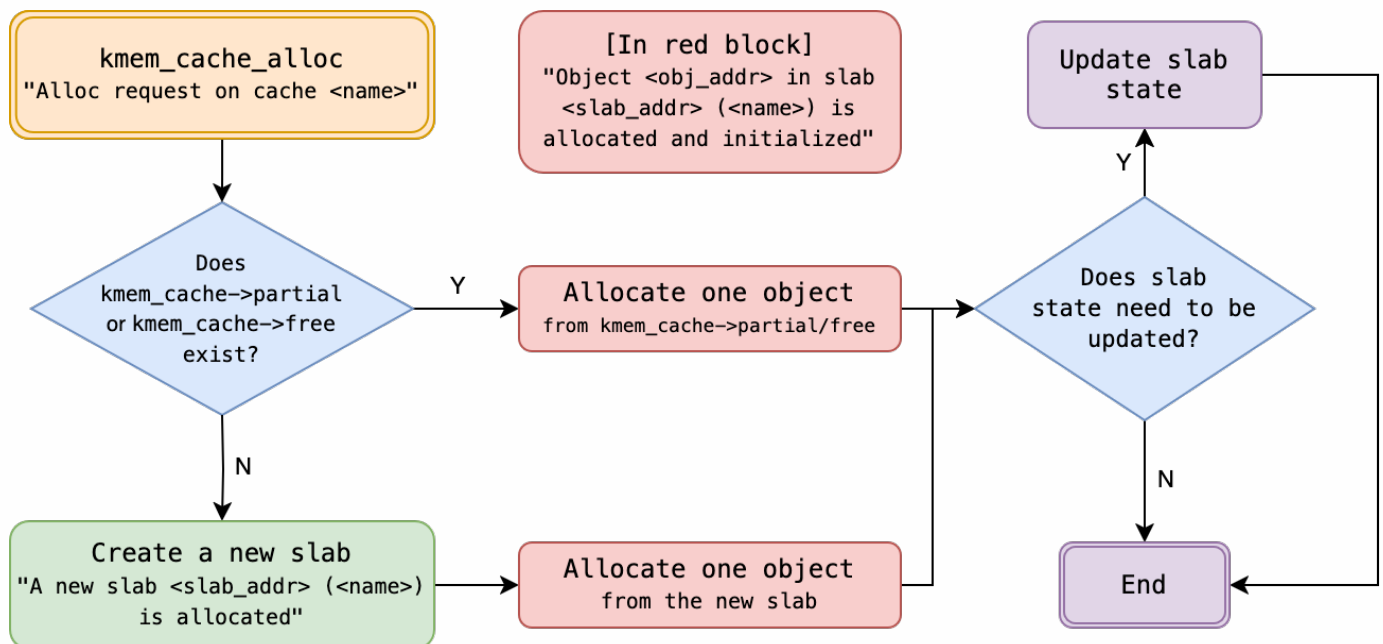 kmem_cache_alloc
"Alloc request on cache <name>"
[In red block]
"Object <obj_addr> in slab
<slab_addr> (<name>) is
allocated and initialized"
Update slab
state
Y
Does
kmem_cache->partial
or kmem_cache->free
exist?
Y
Allocate one object
from kmem_cache->partial/free
Does slab
state need to be
updated?
N
N
Create a new slab
"A new slab <slab_addr> (<name>)
is allocated"
Allocate one object
from the new slab
End